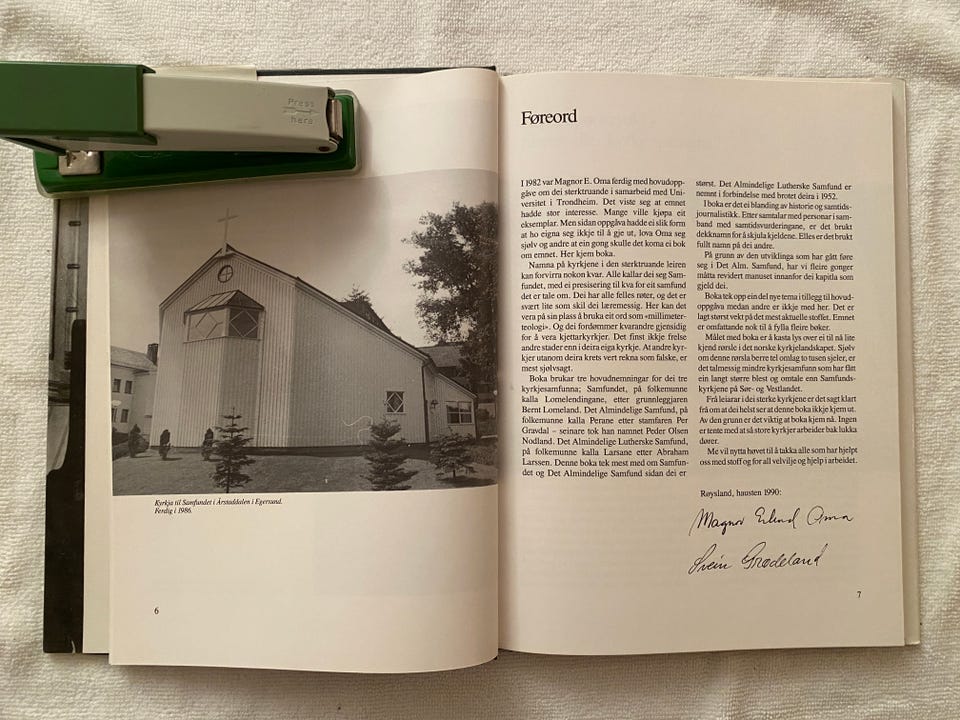 Press
here
Kyrkja til Samfundet i Årstaddalen i Egersund.
Ferdig i 1986.
6
Føreord
I 1982 var Magnor E. Oma ferdig med hovudopp-
gåve om dei sterktruande i samarbeid med Uni-
versitet i Trondheim. Det viste seg at emnet
hadde stor interesse. Mange ville kjøpa eit
eksemplar. Men sidan oppgåva hadde ei slik form
at ho eigna seg ikkje til å gje ut, lova Oma seg
sjølv og andre at ein gong skulle det koma ei bok
om emnet. Her kjem boka.
Namna på kyrkjene i den sterktruande leiren
kan forvirra nokon kvar. Alle kallar dei seg Sam-
fundet, med ei presisering til kva for eit samfund
det er tale om. Dei har alle felles røter, og det er
svært lite som skil dei læremessig. Her kan det
vera på sin plass å bruka eit ord som «millimeter-
teologi». Og dei fordømmer kvarandre gjensidig
for å vera kjettarkyrkjer. Det finst ikkje frelse
andre stader enn i deira eiga kyrkje. At andre kyr-
kjer utanom deira krets vert rekna som falske, er
mest sjølvsagt.
Boka brukar tre hovudnemningar for dei tre
kyrkjesamfunna; Samfundet, på folkemunne
kalla Lomelendingane, etter grunnleggjaren
Bernt Lomeland. Det Almindelige Samfund, på
folkemunne kalla Perane etter stamfaren Per
Gravdal – seinare tok han namnet Peder Olsen
Nodland. Det Almindelige Lutherske Samfund,
på folkemunne kalla Larsane etter Abraham
Larssen. Denne boka tek mest med om Samfun-
det og Det Almindelige Samfund sidan dei er
størst. Det Almindelige Lutherske Samfund er
nemnt i forbindelse med brotet deira i 1952.
I boka er det ei blanding av historie og samtids-
journalistikk. Etter samtalar med personar i sam-
band med samtidsvurderingane, er det brukt
dekknamn for å skjula kjeldene. Elles er det brukt
fullt namn på dei andre.
På grunn av den utviklinga som har gått føre
seg i Det Alm. Samfund, har vi fleire gonger
måtta revidert manuset innanfor dei kapitla som
gjeld dei.
Boka tek opp ein del nye tema i tillegg til hovud-
oppgåva medan andre er ikkje med her. Det er
lagt størst vekt på det mest aktuelle stoffet. Emnet
er omfattande nok til å fylla fleire bøker.
Målet med boka er å kasta lys over ei til nå lite
kjend rørsle i det norske kyrkjelandskapet. Sjølv
om denne nørsla berre tel omlag to tusen sjeler, er
det talmessig mindre kyrkjesamfunn som har fått
ein langt større blest og omtale enn Samfunds-
kyrkjene på Sør- og Vestlandet.
Frå leiarar i dei sterke kyrkjene er det sagt klart
frå om at dei helst ser at denne boka ikkje kjem ut.
Av den grunn er det viktig at boka kjem nå. Ingen
er tente med at så store kyrkjer arbeider bak lukka
dører.
Me vil nytta høvet til å takka alle som har hjelpt
oss med stoff og for all velvilje og hjelp i arbeidet.
Røysland, hausten 1990:
Magnor Erlend Oma
Svein Grødeland
7